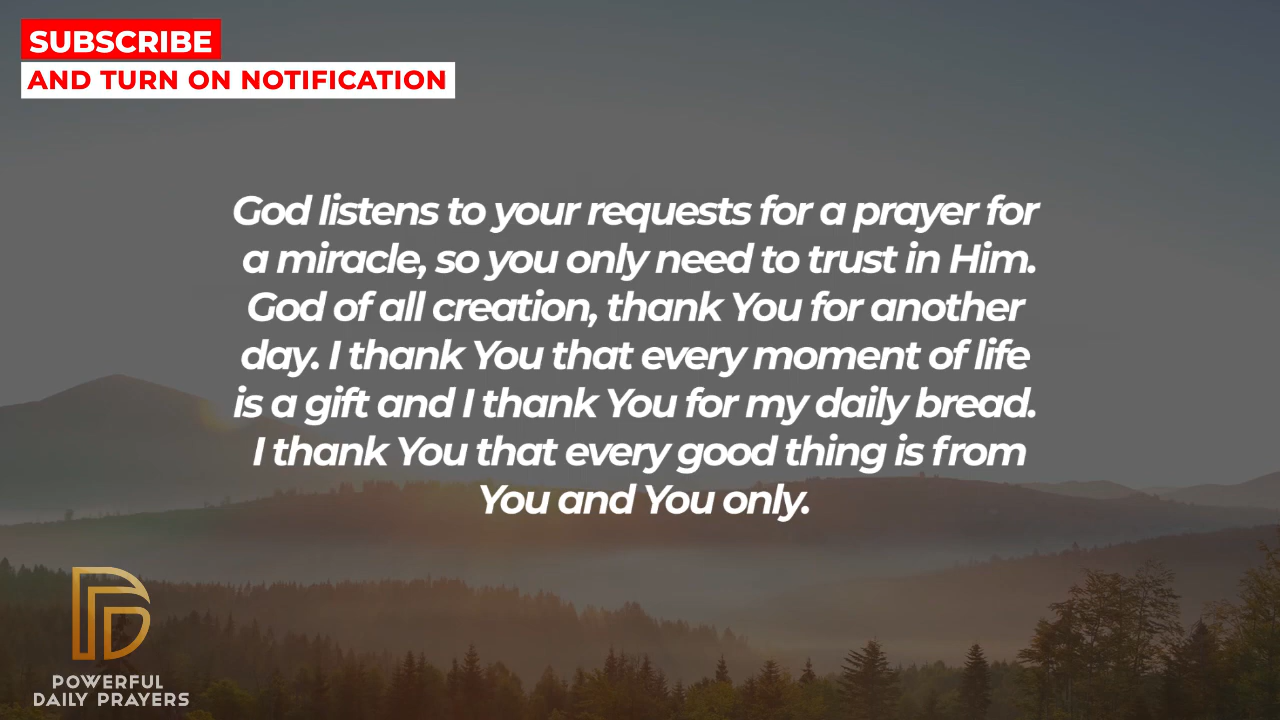 SUBSCRIBE
AND TURN ON NOTIFICATION
God listens to your requests for a prayer for
a miracle, so you only need to trust in Him.
God of all creation, thank You for another
day. I thank You that every moment of life
is a gift and I thank You for my daily bread.
I thank You that every good thing is from
You and You only.
POWERFUL
DAILY PRAYERS